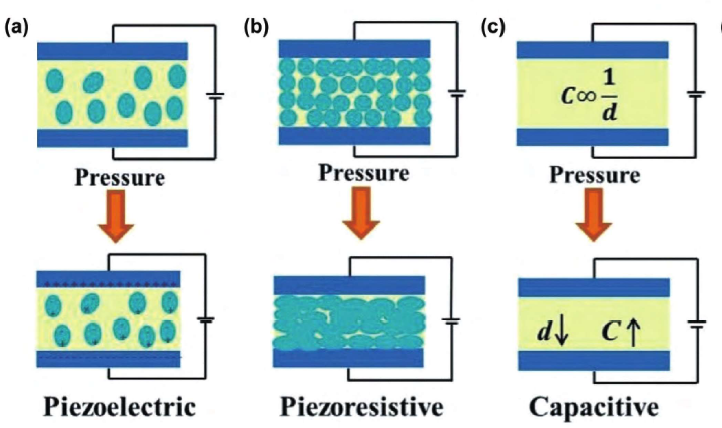 (a)
(b)
(c)
C∞ 1/d
Pressure
Pressure
Pressure
d↓ C↑
Piezoelectric
Piezoresistive
Capacitive